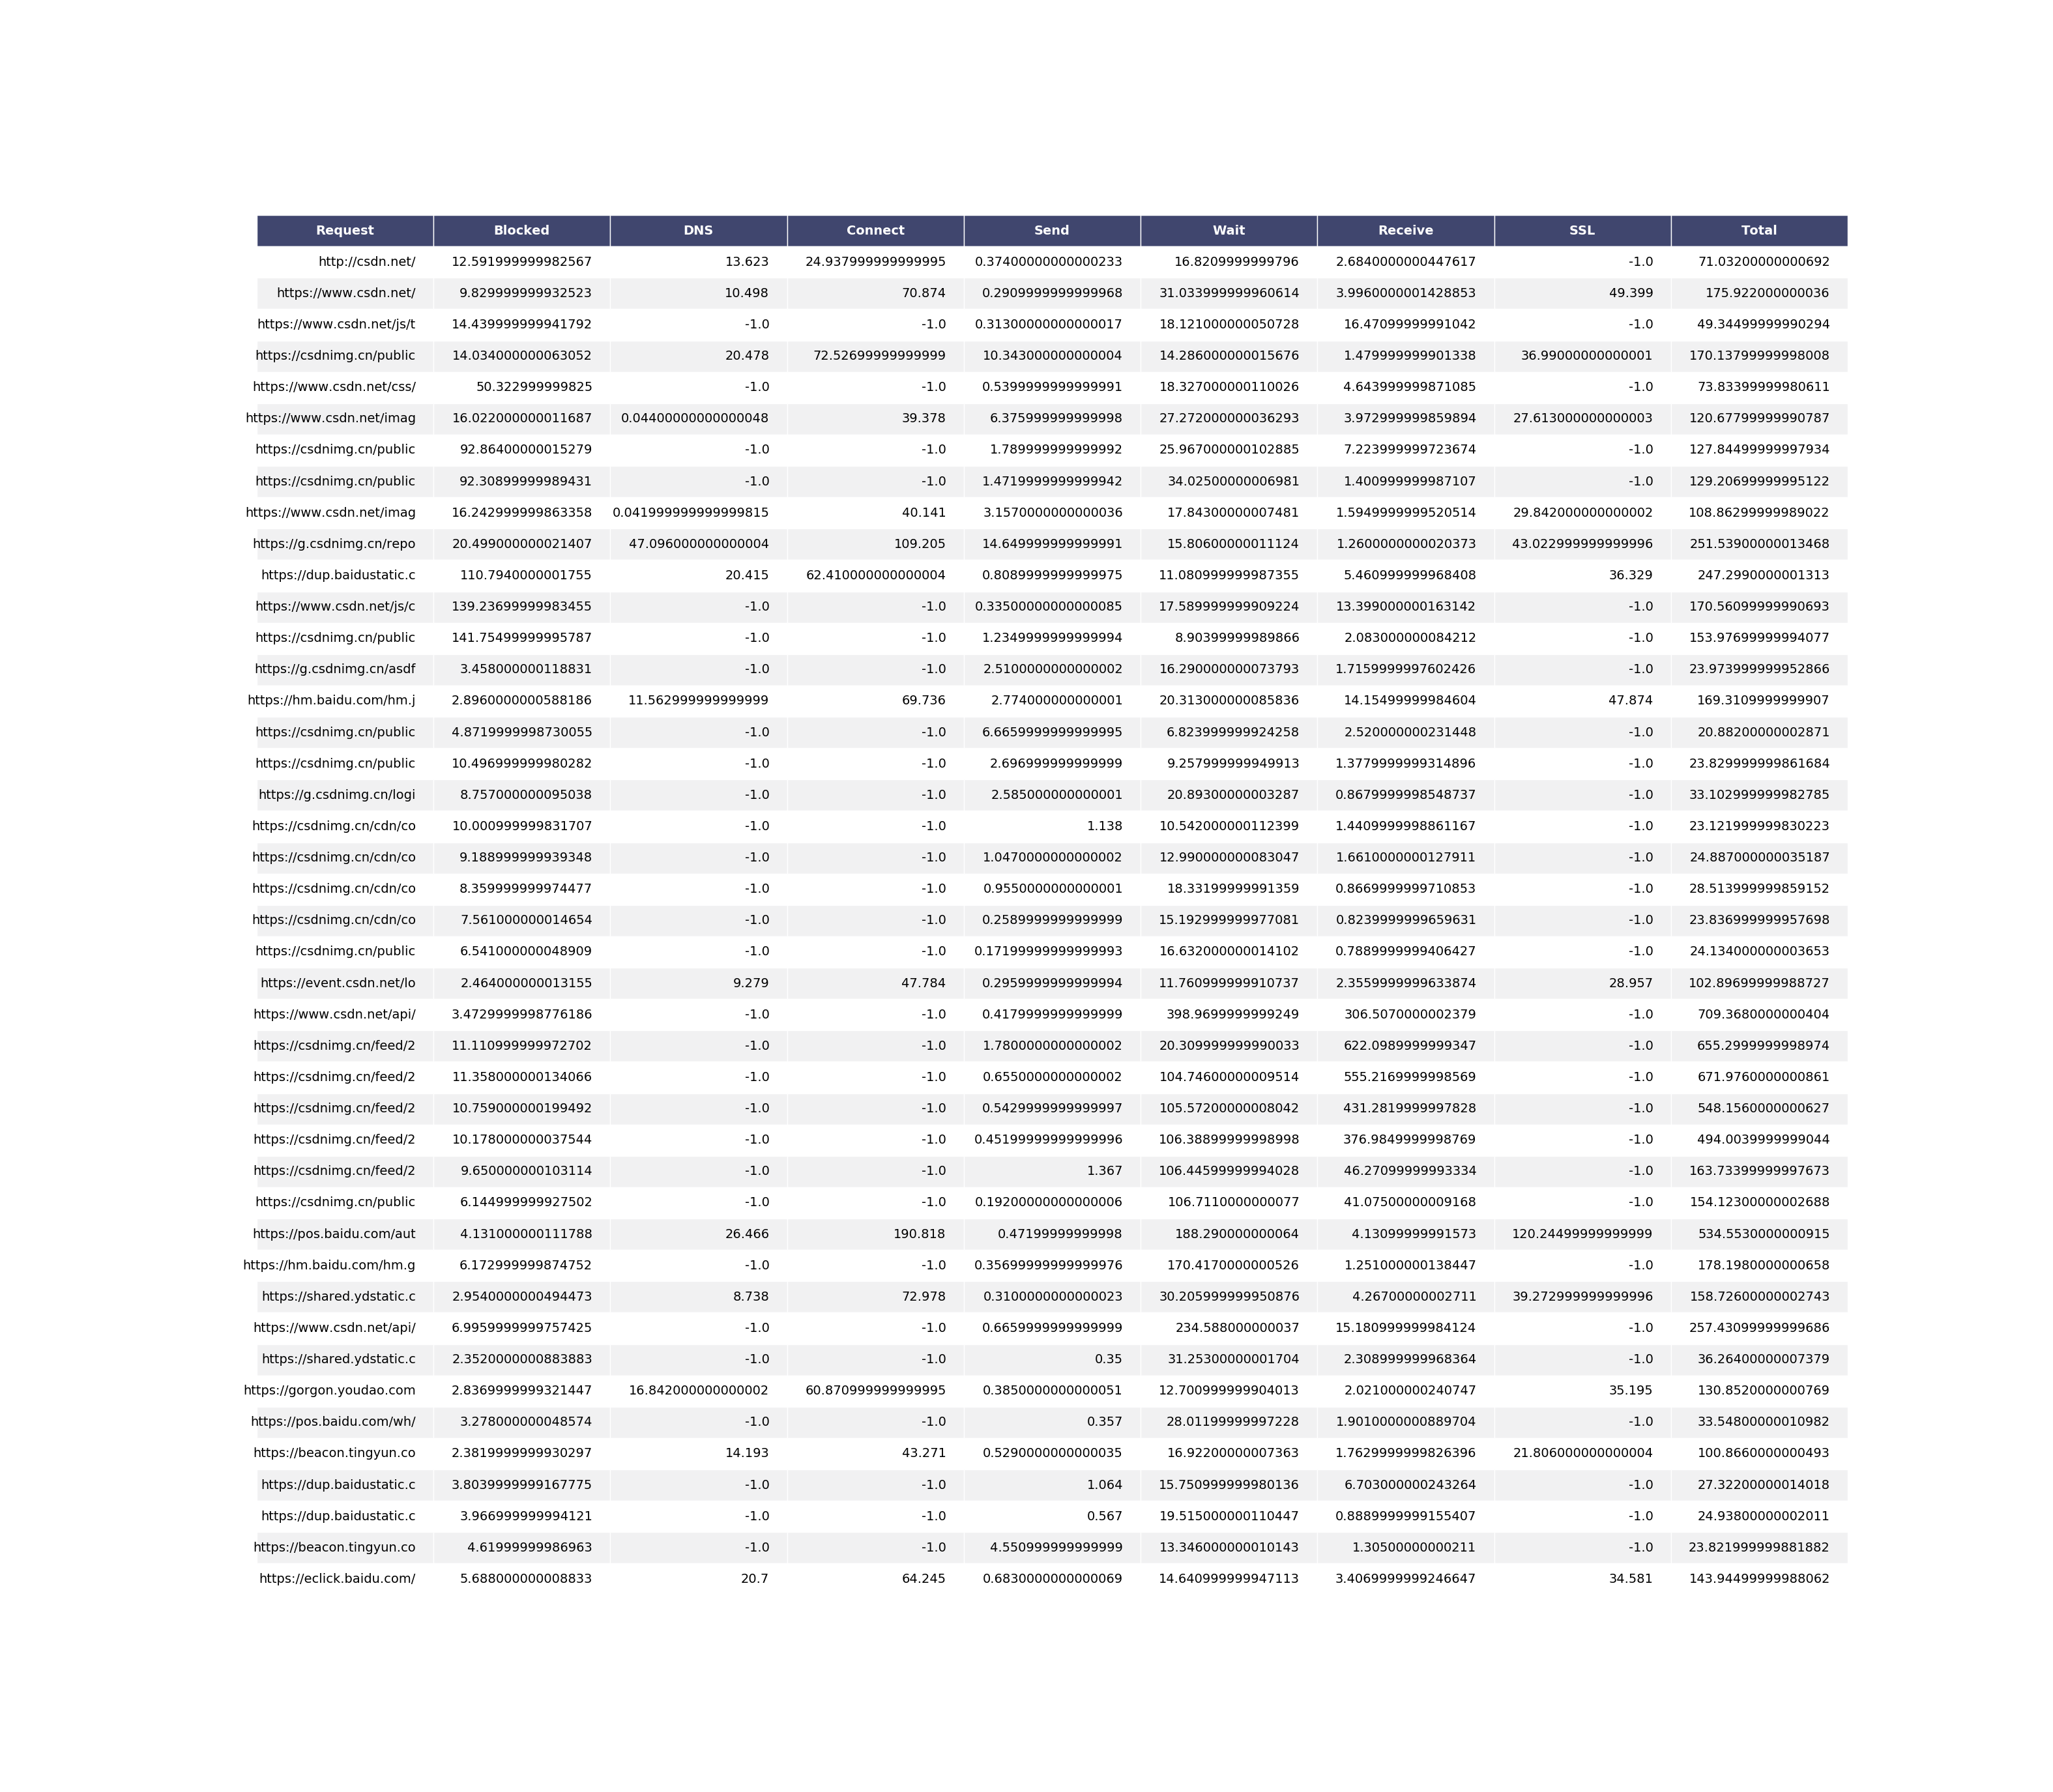 Request Blocked DNS Connect Send Wait Receive SSL Total
http://csdn.net/ 12.591999999982567 13.623 24.937999999999995 0.37400000000000233 16.8209999999796 2.6840000000447617 -1.0 71.03200000000692
https://www.csdn.net/ 9.829999999932523 10.498 70.874 0.2909999999999968 31.033999999960614 3.9960000001428853 49.399 175.922000000036
https://www.csdn.net/js/t 14.439999999941792 -1.0 -1.0 0.31300000000000017 18.121000000050728 16.47099999991042 -1.0 49.34499999990294
https://csdnimg.cn/public 14.034000000063052 20.478 72.52699999999999 10.343000000000004 14.286000000015676 1.479999999901338 36.99000000000001 170.13799999998008
https://www.csdn.net/css/ 50.322999999825 -1.0 -1.0 0.5399999999999991 18.327000000110026 4.643999999871085 -1.0 73.83399999980611
https://www.csdn.net/imag 16.022000000011687 0.04400000000000048 39.378 6.375999999999998 27.272000000036293 3.972999999859894 27.613000000000003 120.67799999990787
https://csdnimg.cn/public 92.86400000015279 -1.0 -1.0 1.789999999999992 25.967000000102885 7.223999999723674 -1.0 127.84499999997934
https://csdnimg.cn/public 92.30899999989431 -1.0 -1.0 1.4719999999999942 34.02500000006981 1.400999999987107 -1.0 129.20699999995122
https://www.csdn.net/imag 16.242999999863358 0.041999999999999815 40.141 3.1570000000000036 17.84300000007481 1.5949999999520514 29.842000000000002 108.86299999989022
https://g.csdnimg.cn/repo 20.499000000021407 47.096000000000004 109.205 14.649999999999991 15.80600000011124 1.2600000000020373 43.022999999999996 251.53900000013468
https://dup.baidustatic.c 110.7940000001755 20.415 62.410000000000004 0.8089999999999975 11.080999999987355 5.460999999968408 36.329 247.2990000001313
https://www.csdn.net/js/c 139.23699999983455 -1.0 -1.0 0.33500000000000085 17.589999999909224 13.399000000163142 -1.0 170.56099999990693
https://csdnimg.cn/public 141.75499999995787 -1.0 -1.0 1.2349999999999994 8.90399999989866 2.083000000084212 -1.0 153.97699999994077
https://g.csdnimg.cn/asdf 3.458000000118831 -1.0 -1.0 2.5100000000000002 16.290000000073793 1.7159999997602426 -1.0 23.973999999952866
https://hm.baidu.com/hm.j 2.8960000000588186 11.562999999999999 69.736 2.774000000000001 20.313000000085836 14.15499999984604 47.874 169.3109999999907
https://csdnimg.cn/public 4.8719999998730055 -1.0 -1.0 6.6659999999999995 6.823999999924258 2.520000000231448 -1.0 20.88200000002871
https://csdnimg.cn/public 10.496999999980282 -1.0 -1.0 2.696999999999999 9.257999999949913 1.3779999999314896 -1.0 23.829999999861684
https://g.csdnimg.cn/logi 8.757000000095038 -1.0 -1.0 2.585000000000001 20.89300000003287 0.8679999998548737 -1.0 33.102999999982785
https://csdnimg.cn/cdn/co 10.000999999831707 -1.0 -1.0 1.138 10.542000000112399 1.4409999998861167 -1.0 23.121999999830223
https://csdnimg.cn/cdn/co 9.188999999939348 -1.0 -1.0 1.0470000000000002 12.990000000083047 1.6610000000127911 -1.0 24.887000000035187
https://csdnimg.cn/cdn/co 8.359999999974477 -1.0 -1.0 0.9550000000000001 18.33199999991359 0.8669999999710853 -1.0 28.513999999859152
https://csdnimg.cn/cdn/co 7.561000000014654 -1.0 -1.0 0.2589999999999999 15.192999999977081 0.8239999999659631 -1.0 23.836999999957698
https://csdnimg.cn/public 6.541000000048909 -1.0 -1.0 0.17199999999999993 16.632000000014102 0.7889999999406427 -1.0 24.134000000003653
https://event.csdn.net/lo 2.464000000013155 9.279 47.784 0.2959999999999994 11.760999999910737 2.3559999999633874 28.957 102.89699999988727
https://www.csdn.net/api/ 3.4729999998776186 -1.0 -1.0 0.4179999999999999 398.9699999999249 306.5070000002379 -1.0 709.3680000000404
https://csdnimg.cn/feed/2 11.110999999972702 -1.0 -1.0 1.7800000000000002 20.309999999990033 622.0989999999347 -1.0 655.2999999998974
https://csdnimg.cn/feed/2 11.358000000134066 -1.0 -1.0 0.6550000000000002 104.74600000009514 555.2169999998569 -1.0 671.9760000000861
https://csdnimg.cn/feed/2 10.759000000199492 -1.0 -1.0 0.5429999999999997 105.57200000008042 431.2819999997828 -1.0 548.1560000000627
https://csdnimg.cn/feed/2 10.178000000037544 -1.0 -1.0 0.45199999999999996 106.38899999998998 376.9849999998769 -1.0 494.0039999999044
https://csdnimg.cn/feed/2 9.650000000103114 -1.0 -1.0 1.367 106.44599999994028 46.27099999993334 -1.0 163.73399999997673
https://csdnimg.cn/public 6.144999999927502 -1.0 -1.0 0.19200000000000006 106.7110000000077 41.07500000009168 -1.0 154.12300000002688
https://pos.baidu.com/aut 4.131000000111788 26.466 190.818 0.47199999999998 188.290000000064 4.13099999991573 120.24499999999999 534.5530000000915
https://hm.baidu.com/hm.g 6.172999999874752 -1.0 -1.0 0.35699999999999976 170.4170000000526 1.251000000138447 -1.0 178.1980000000658
https://shared.ydstatic.c 2.9540000000494473 8.738 72.978 0.3100000000000023 30.205999999950876 4.26700000002711 39.272999999999996 158.72600000002743
https://www.csdn.net/api/ 6.9959999999757425 -1.0 -1.0 0.6659999999999999 234.588000000037 15.180999999984124 -1.0 257.43099999999686
https://shared.ydstatic.c 2.3520000000883883 -1.0 -1.0 0.35 31.25300000001704 2.308999999968364 -1.0 36.26400000007379
https://gorgon.youdao.com 2.8369999999321447 16.842000000000002 60.870999999999995 0.3850000000000051 12.700999999904013 2.021000000240747 35.195 130.8520000000769
https://pos.baidu.com/wh/ 3.278000000048574 -1.0 -1.0 0.357 28.01199999997228 1.9010000000889704 -1.0 33.54800000010982
https://beacon.tingyun.co 2.3819999999930297 14.193 43.271 0.5290000000000035 16.92200000007363 1.7629999999826396 21.806000000000004 100.8660000000493
https://dup.baidustatic.c 3.8039999999167775 -1.0 -1.0 1.064 15.750999999980136 6.703000000243264 -1.0 27.32200000014018
https://dup.baidustatic.c 3.966999999994121 -1.0 -1.0 0.567 19.515000000110447 0.8889999999155407 -1.0 24.93800000002011
https://beacon.tingyun.co 4.61999999986963 -1.0 -1.0 4.550999999999999 13.346000000010143 1.30500000000211 -1.0 23.821999999881882
https://eclick.baidu.com/ 5.688000000008833 20.7 64.245 0.6830000000000069 14.640999999947113 3.4069999999246647 34.581 143.94499999988062